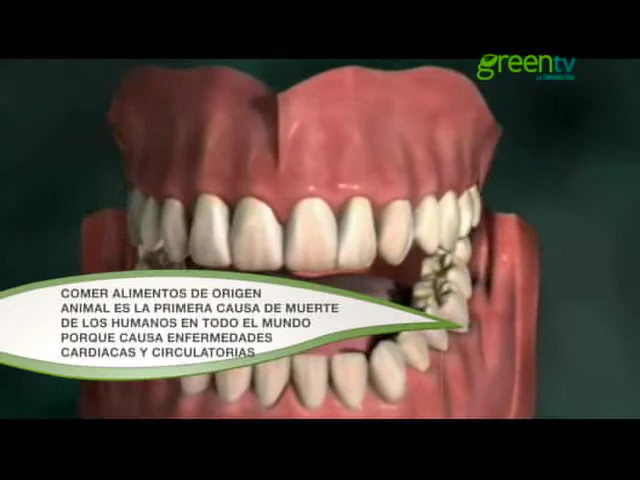 greentv
COMER ALIMENTOS DE ORIGEN
ANIMAL ES LA PRIMERA CAUSA DE MUERTE
DE LOS HUMANOS EN TODO EL MUNDO
PORQUE CAUSA ENFERMEDADES
CARDIACAS Y CIRCULATORIAS